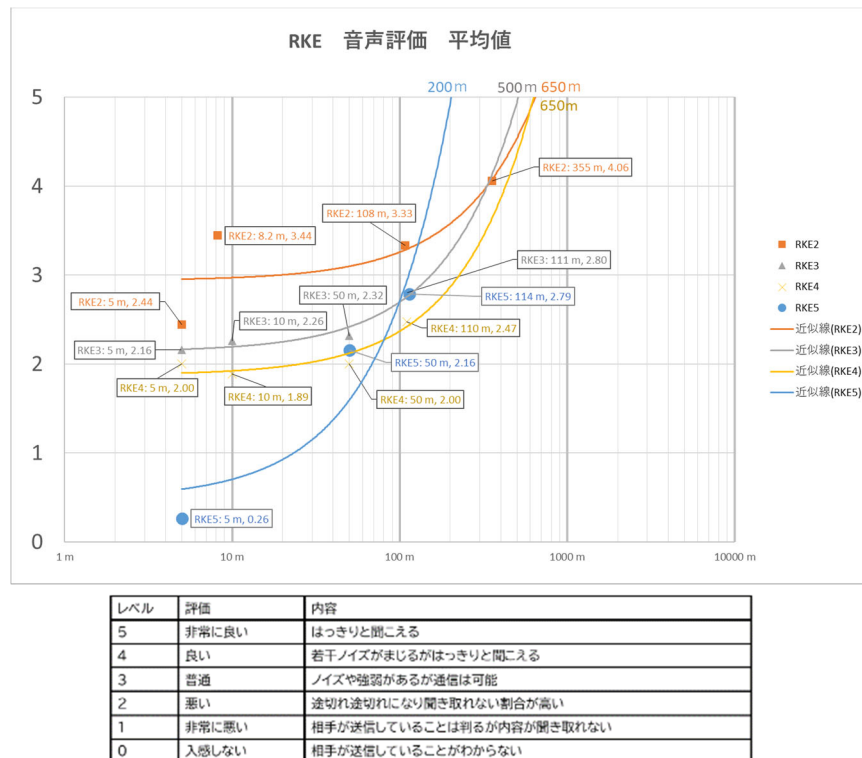 RKE 音声評価 平均値
200m
500m
650m
650m
5
4
3
2
1
0
RKE2: 355 m, 4.06
RKE2: 108 m, 3.33
RKE2: 8.2 m, 3.44
RKE3: 111 m, 2.80
RKE3: 50 m, 2.32
RKE5: 114 m, 2.79
RKE2: 5 m, 2.44
RKE3: 10 m, 2.26
RKE4: 110 m, 2.47
RKE3: 5 m, 2.16
RKE5: 50 m, 2.16
RKE4: 5 m, 2.00
RKE4: 10 m, 1.89
RKE4: 50 m, 2.00
RKE5: 5 m, 0.26
1 m
10 m
100 m
1000 m
10000 m
RKE2
RKE3
RKE4
RKE5
近似線(RKE2)
近似線(RKE3)
近似線(RKE4)
近似線(RKE5)
レベル 評価 内容
5 非常に良い はっきりと聞こえる
4 良い 若干ノイズがまじるがはっきりと聞こえる
3 普通 ノイズや強弱があるが通信は可能
2 悪い 途切れ途切れになり聞き取れない割合が高い
1 非常に悪い 相手が送信していることは判るが内容が聞き取れない
0 入感しない 相手が送信していることがわからない